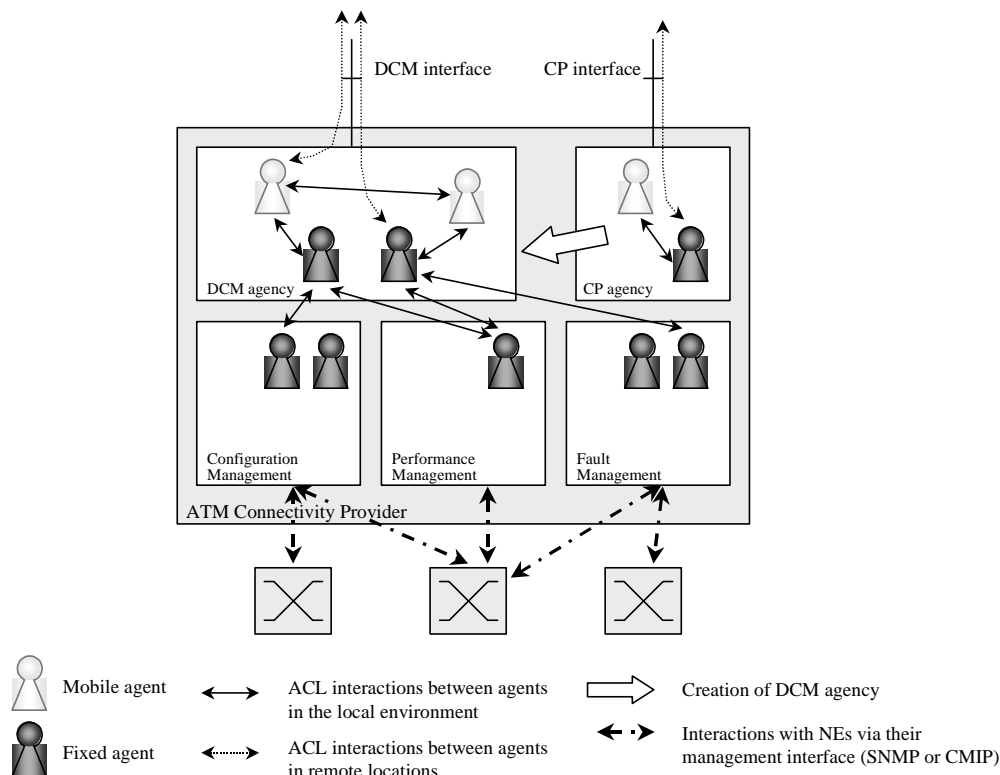 DCM interface
CP interface
DCM agency
CP agency
Configuration
Management
Performance
Management
Fault
Management
ATM Connectivity Provider
Mobile agent
ACL interactions between agents
in the local environment
Creation of DCM agency
Fixed agent
ACL interactions between agents
in remote locations
Interactions with NEs via their
management interface (SNMP or CMIP)